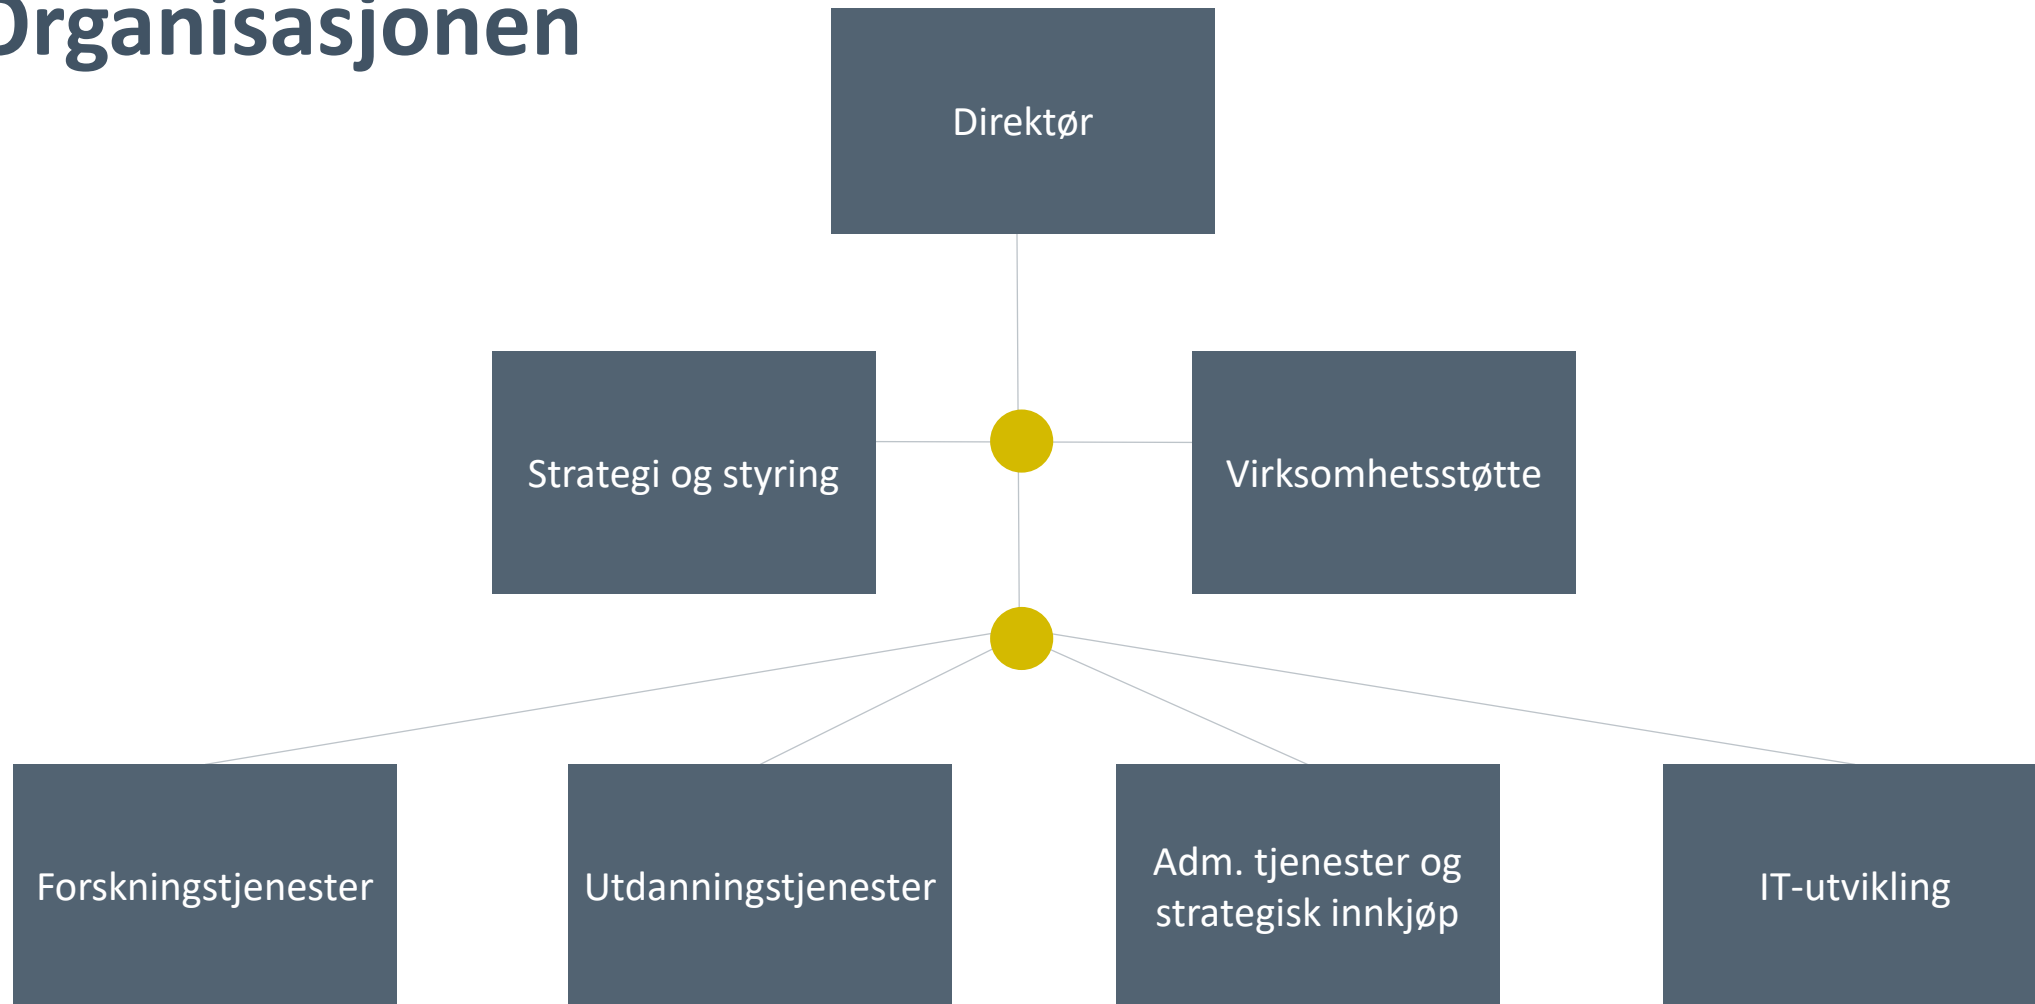 Organisasjonen
Direktør
Strategi og styring
Virksomhetsstøtte
Forskningstjenester
Utdanningstjenester
Adm. tjenester og
strategisk innkjøp
IT-utvikling